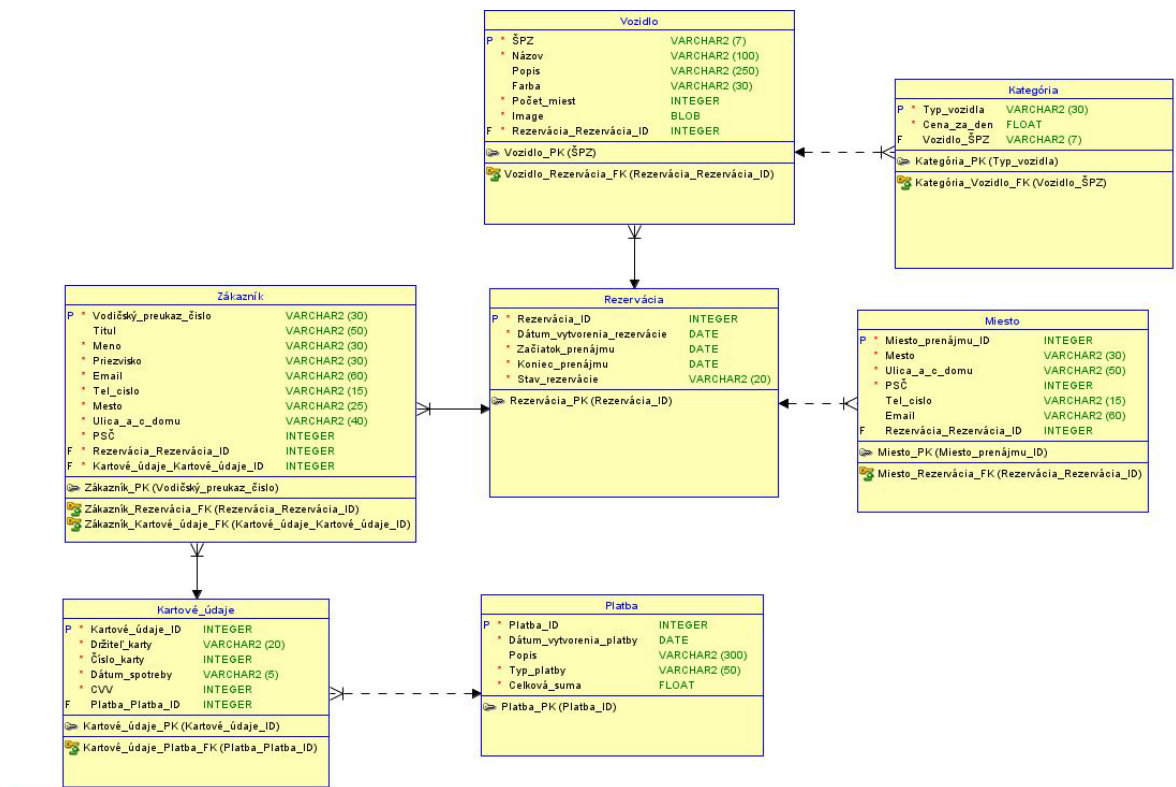 Vozidlo
P * ŠPZ VARCHAR2 (7)
* Názov VARCHAR2 (100)
Popis VARCHAR2 (250)
Farba VARCHAR2 (30)
* Počet_miest INTEGER
* Image BLOB
F * Rezervácia_Rezervácia_ID INTEGER
Vozidlo_PK (ŠPZ)
Vozidlo_Rezervácia_FK (Rezervácia_Rezervácia_ID)
Kategória
P * Typ_vozidla VARCHAR2 (30)
* Cena_za_den FLOAT
F Vozidlo_ŠPZ VARCHAR2 (7)
Kategória_PK (Typ_vozidla)
Kategória_Vozidlo_FK (Vozidlo_ŠPZ)
Zákazník
P * Vodičský_preukaz_čislo VARCHAR2 (30)
Titul VARCHAR2 (50)
* Meno VARCHAR2 (30)
* Priezvisko VARCHAR2 (30)
* Email VARCHAR2 (60)
* Tel_cislo VARCHAR2 (15)
* Mesto VARCHAR2 (25)
* Ulica_a_c_domu VARCHAR2 (40)
* PSČ INTEGER
F * Rezervácia_Rezervácia_ID INTEGER
F * Kartové_údaje_Kartové_údaje_ID INTEGER
Zákazník_PK (Vodičský_preukaz_čislo)
Zákazník_Rezervácia_FK (Rezervácia_Rezervácia_ID)
Zákazník_Kartové_údaje_FK (Kartové_údaje_Kartové_údaje_ID)
Rezervácia
P * Rezervácia_ID INTEGER
* Dátum_vytvorenia_rezervácie DATE
* Začiatok_prenájmu DATE
* Koniec_prenájmu DATE
* Stav_rezervácie VARCHAR2 (20)
Rezervácia_PK (Rezervácia_ID)
Miesto
P * Miesto_prenájmu_ID INTEGER
* Mesto VARCHAR2 (30)
* Ulica_a_c_domu VARCHAR2 (50)
* PSČ INTEGER
Tel_cislo VARCHAR2 (15)
Email VARCHAR2 (60)
F Rezervácia_Rezervácia_ID INTEGER
Miesto_PK (Miesto_prenájmu_ID)
Miesto_Rezervácia_FK (Rezervácia_Rezervácia_ID)
Kartové_údaje
P * Kartové_údaje_ID INTEGER
* Držiteľ_karty VARCHAR2 (20)
* Číslo_karty INTEGER
* Dátum_spotreby VARCHAR2 (5)
* CVV INTEGER
F Platba_Platba_ID INTEGER
Kartové_údaje_PK (Kartové_údaje_ID)
Kartové_údaje_Platba_FK (Platba_Platba_ID)
Platba
P * Platba_ID INTEGER
* Dátum_vytvorenia_platby DATE
Popis VARCHAR2 (300)
* Typ_platby VARCHAR2 (50)
* Celková_suma FLOAT
Platba_PK (Platba_ID)